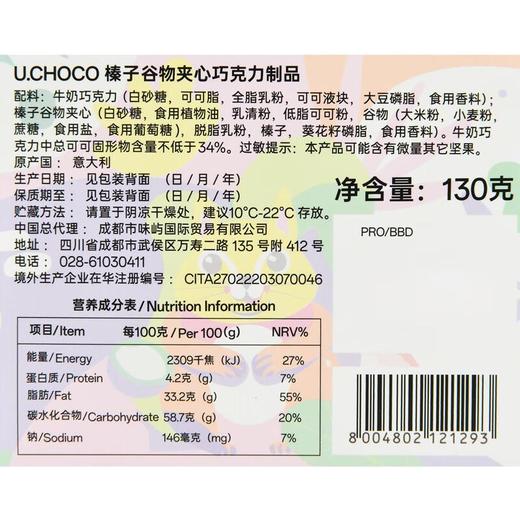 U.CHOCO 榛子谷物夹心巧克力制品
配料：牛奶巧克力（白砂糖，可可脂，全脂乳粉，可可液块，大豆磷脂，食用香料）；
榛子谷物夹心（白砂糖，食用植物油，乳清粉，低脂可可粉，谷物（大米粉，小麦粉，
蔗糖，食用盐，食用葡萄糖），脱脂乳粉，榛子，葵花籽磷脂，食用香料）。牛奶巧
克力中总可可固形物含量不低于34%。过敏提示：本产品可能含有微量其它坚果。
原产国：意大利
生产日期： 见包装背面 （日/月/年）
保质期至： 见包装背面 （日/月/年）
贮藏方法：请置于阴凉干燥处，建议10°C-22°C 存放。
净含量：130克
中国总代理：成都市味屿国际贸易有限公司
地址： 四川省成都市武侯区万寿二路 135 号附 412 号
电话： 028-61030411
境外生产企业在华注册编号： CITA27022203070046
PRO/BBD
营养成分表/Nutrition Information
项目/Item 每100克/Per 100(g) NRV%
能量/Energy 2309千焦（kJ） 27%
蛋白质/Protein 4.2克（g） 7%
脂肪/Fat 33.2克（g） 55%
碳水化合物/Carbohydrate 58.7克（g） 20%
钠/Sodium 146毫克（mg） 7%
8 004802 121293